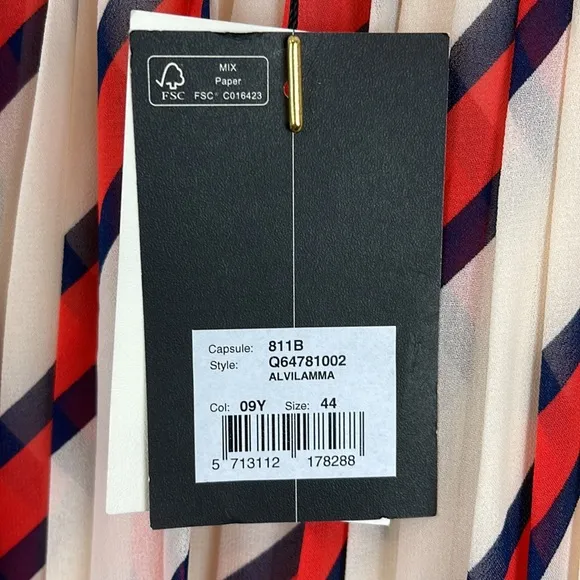 MIX
Paper
FSC FSC® C016423
Capsule: 811B
Style: Q64781002
ALVILAMMA
Col: 09Y Size: 44
5 713112 178288